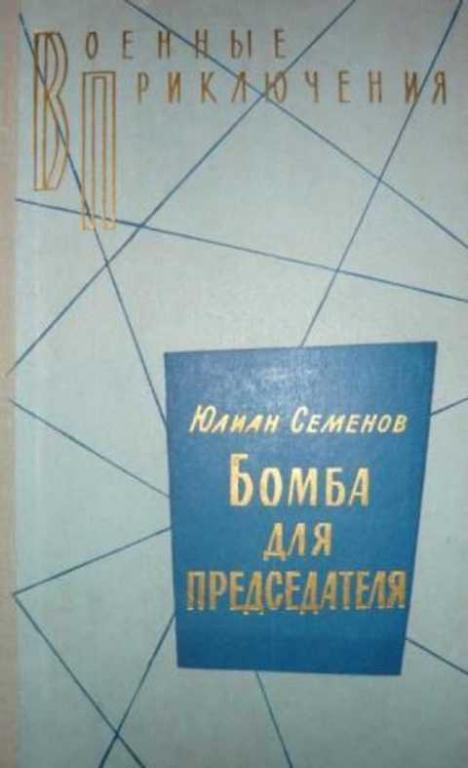 Военные
Приключения
Юлиан Семенов
Бомба
для
председателя